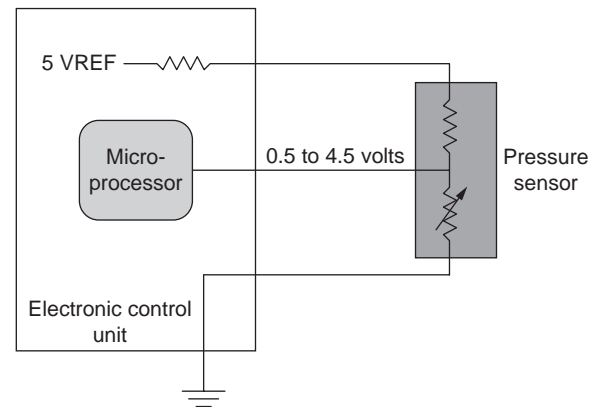 5 VREF
Micro-
processor
0.5 to 4.5 volts
Pressure
sensor
Electronic control
unit